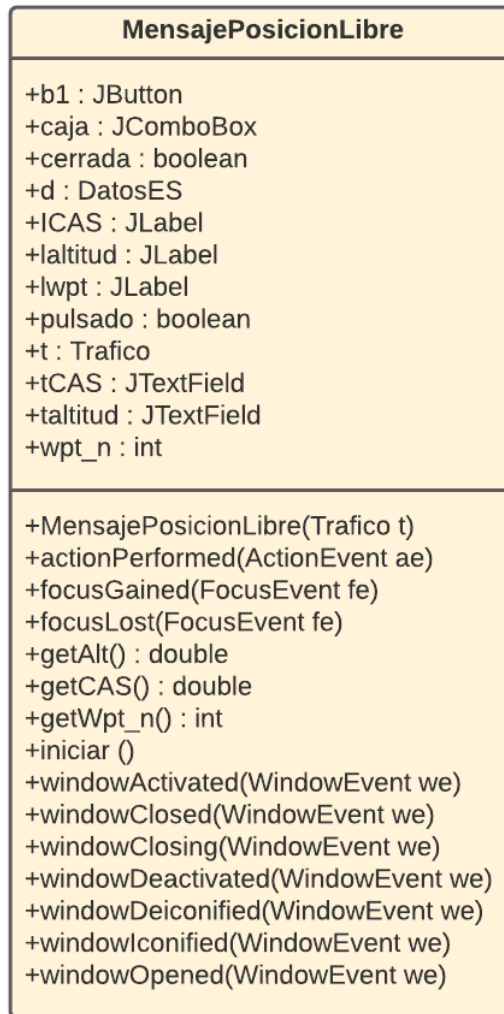 MensajePosicionLibre
+b1 : JButton
+caja : JComboBox
+cerrada : boolean
+d : DatosES
+ICAS : JLabel
+laltitud : JLabel
+lwpt : JLabel
+pulsado : boolean
+t : Trafico
+tCAS : JTextField
+taltitud : JTextField
+wpt_n : int
+MensajePosicionLibre(Trafico t)
+actionPerformed(ActionEvent ae)
+focusGained(FocusEvent fe)
+focusLost(FocusEvent fe)
+getAlt() : double
+getCAS() : double
+getWpt_n() : int
+iniciar ()
+windowActivated(WindowEvent we)
+windowClosed(WindowEvent we)
+windowClosing(WindowEvent we)
+windowDeactivated(WindowEvent we)
+windowDeiconified(WindowEvent we)
+windowIconified(WindowEvent we)
+windowOpened(WindowEvent we)